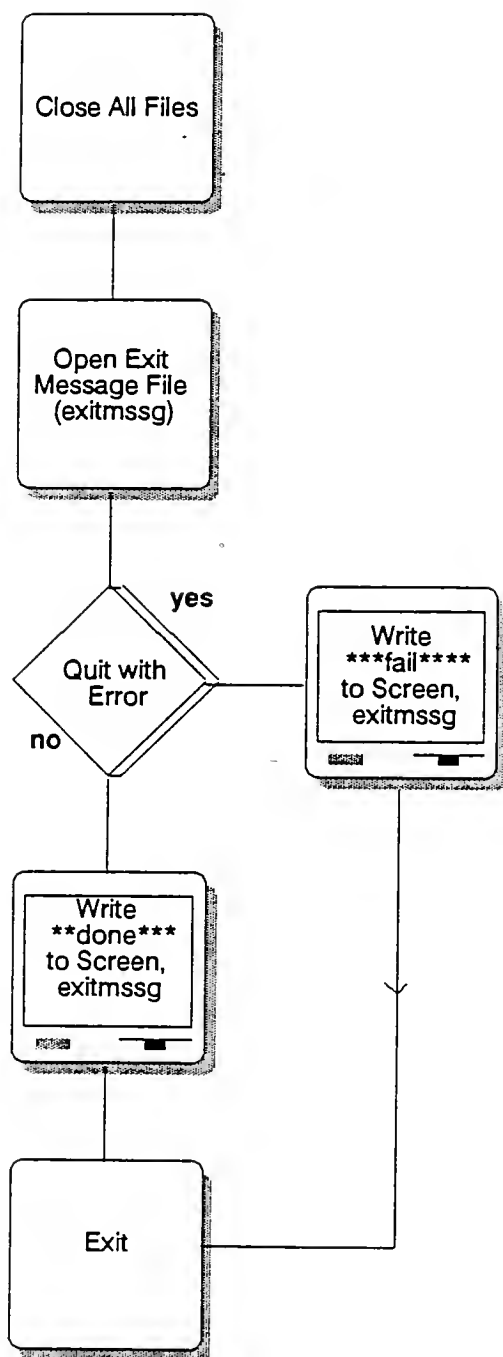 Close All Files
Open Exit
Message File
(exitmssg)
yes
Quit with
Error
no
Write
***fail****
to Screen,
exitmssg
Write
**done***
to Screen,
exitmssg
Exit